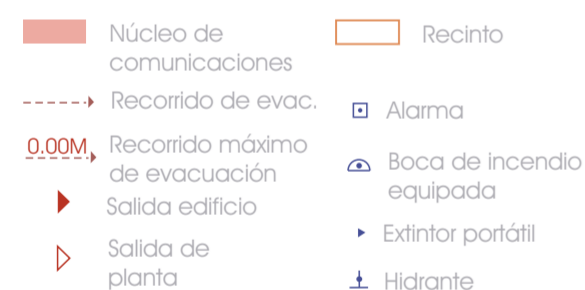 Núcleo de
comunicaciones
Recorrido de evac.
0.00M
Recorrido máximo
de evacuación
Salida edificio
Salida de
planta
Recinto
Alarma
Boca de incendio
equipada
Extintor portátil
Hidrante